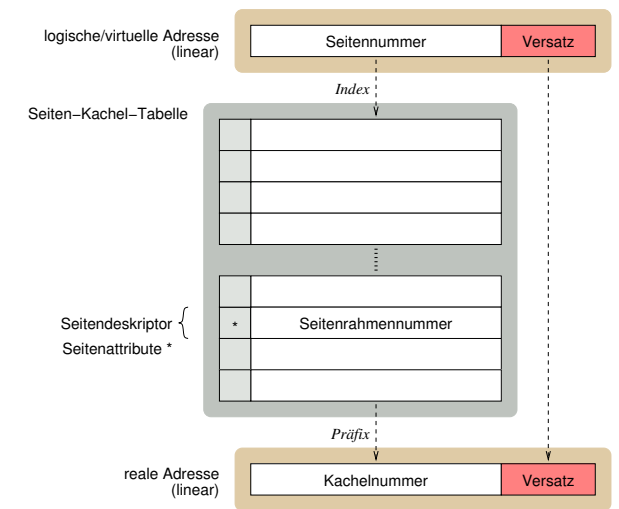 logische/virtuelle Adresse
(linear)
Seitennummer
Versatz
Index
Seiten−Kachel−Tabelle
Seitendeskriptor
*
Seitenrahmennummer
Seitenattribute *
Präfix
reale Adresse
(linear)
Kachelnummer
Versatz